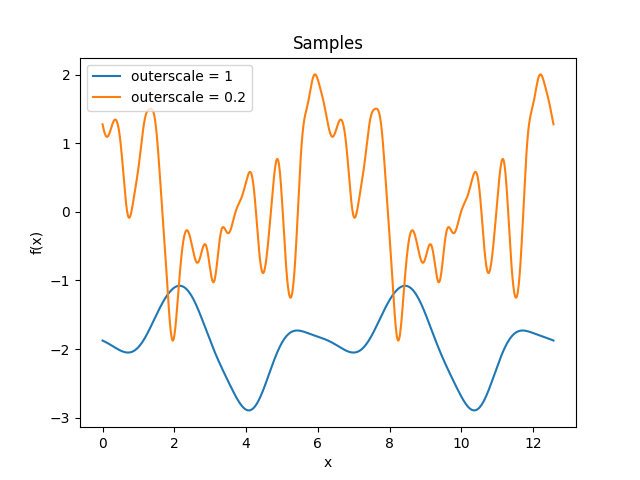 Samples
outerscale = 1
outerscale = 0.2
2
1
0
−1
−2
−3
f(x)
0 2 4 6 8 10 12
x